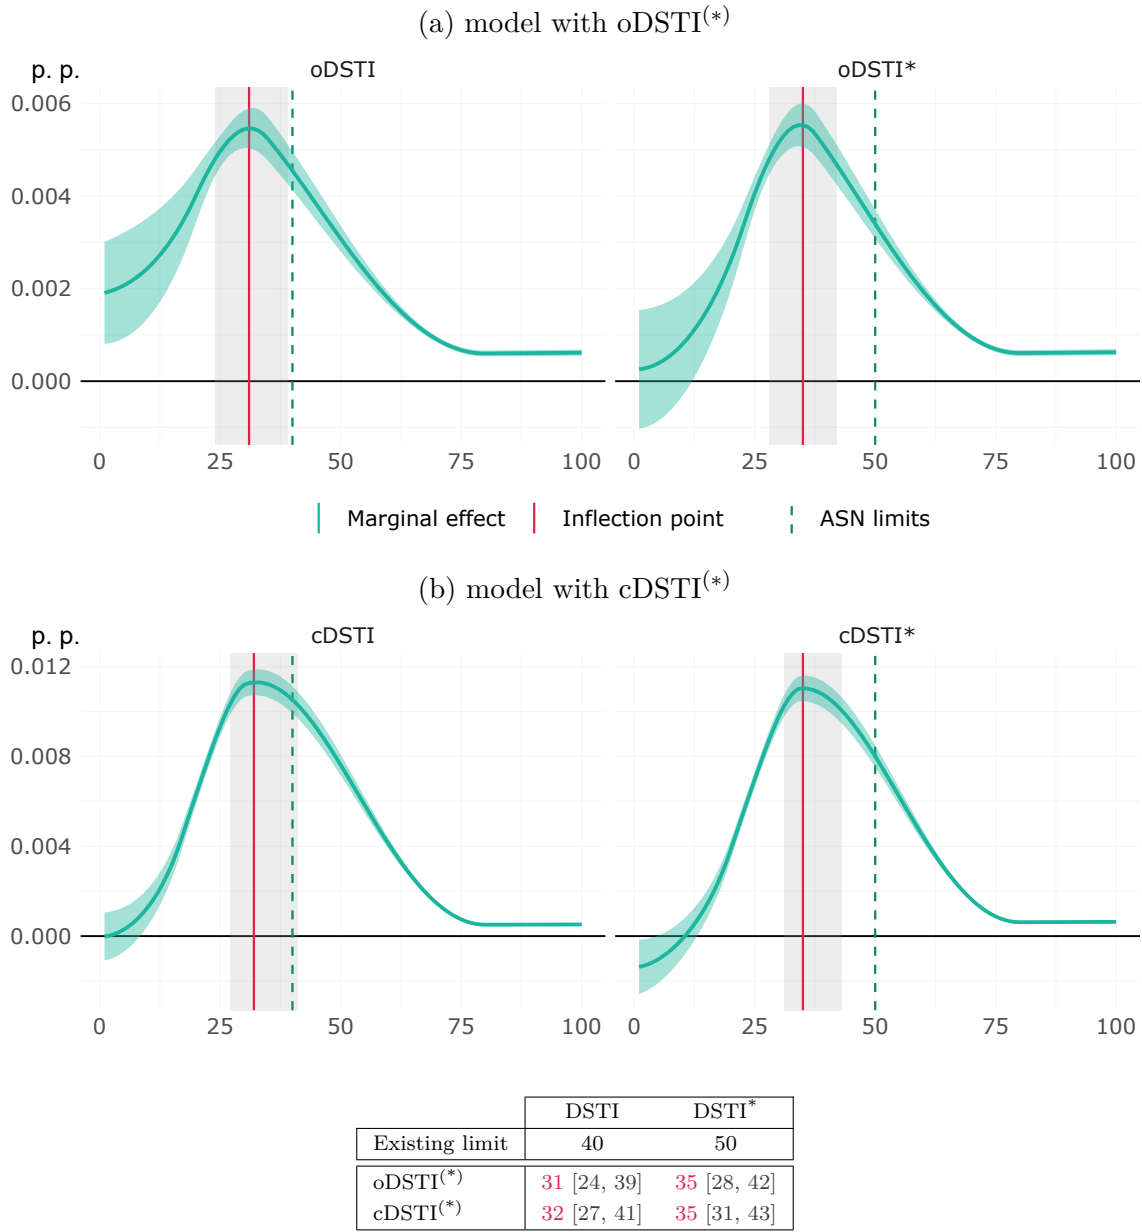 (a) model with oDSTI(*)
p. p. oDSTI oDSTI*
0.006
0.004
0.002
0.000
0 25 50 75 100 0 25 50 75 100
Marginal effect Inflection point ASN limits
(b) model with cDSTI(*)
p. p. cDSTI cDSTI*
0.012
0.008
0.004
0.000
0 25 50 75 100 0 25 50 75 100
DSTI DSTI*
Existing limit 40 50
oDSTI(*) 31 [24, 39] 35 [28, 42]
cDSTI(*) 32 [27, 41] 35 [31, 43]